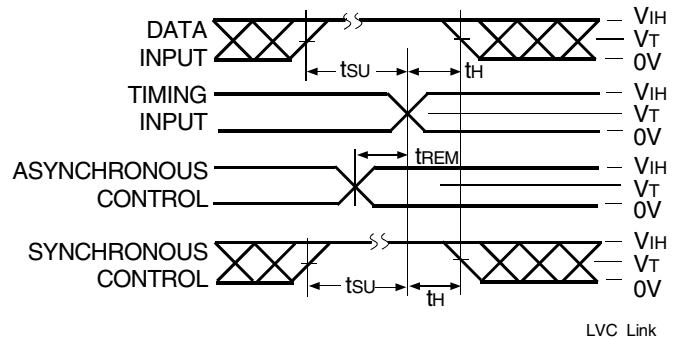 DATA
INPUT
tSU
tH
VIH
VT
0V
TIMING
INPUT
VIH
VT
0V
tREM
ASYNCHRONOUS
CONTROL
VIH
VT
0V
SYNCHRONOUS
CONTROL
tSU
tH
VIH
VT
0V
LVC Link